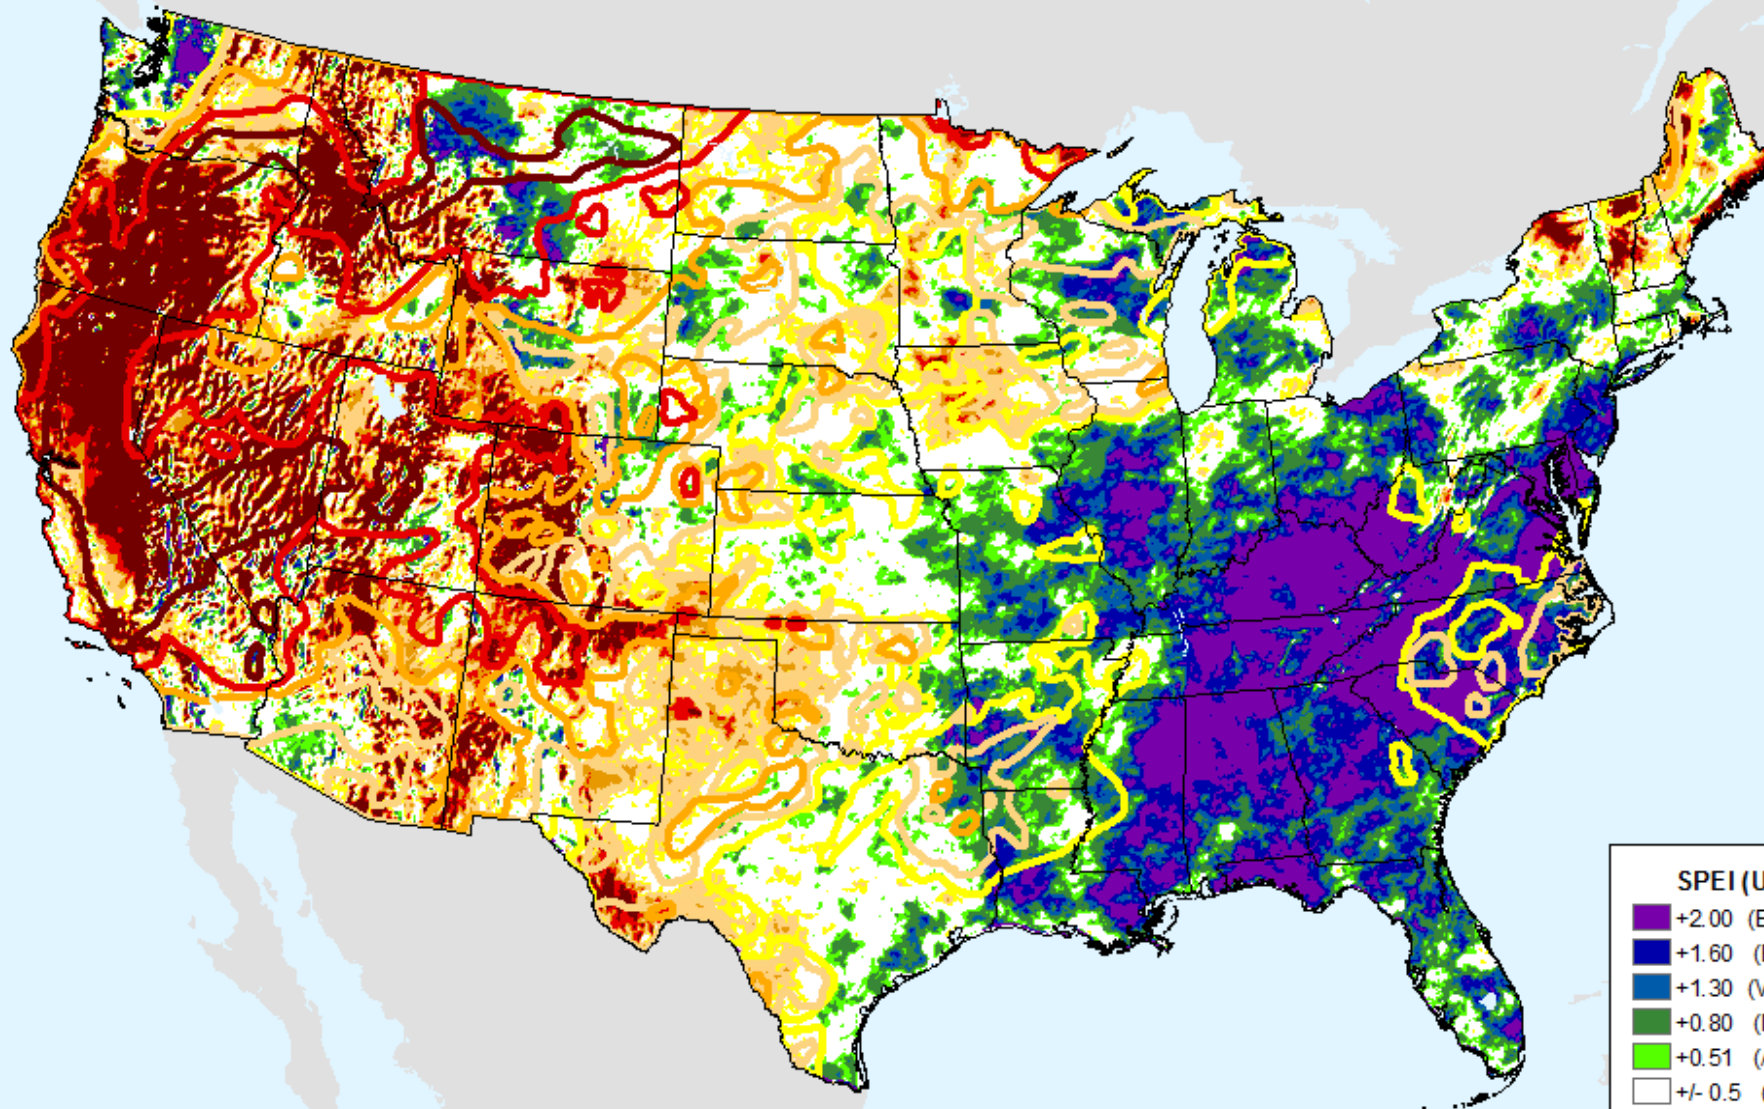 SPEI (U
+2.00 (E
+1.60 (
+1.30 (V
+0.80 (
+0.51 (
+/- 0.5 (